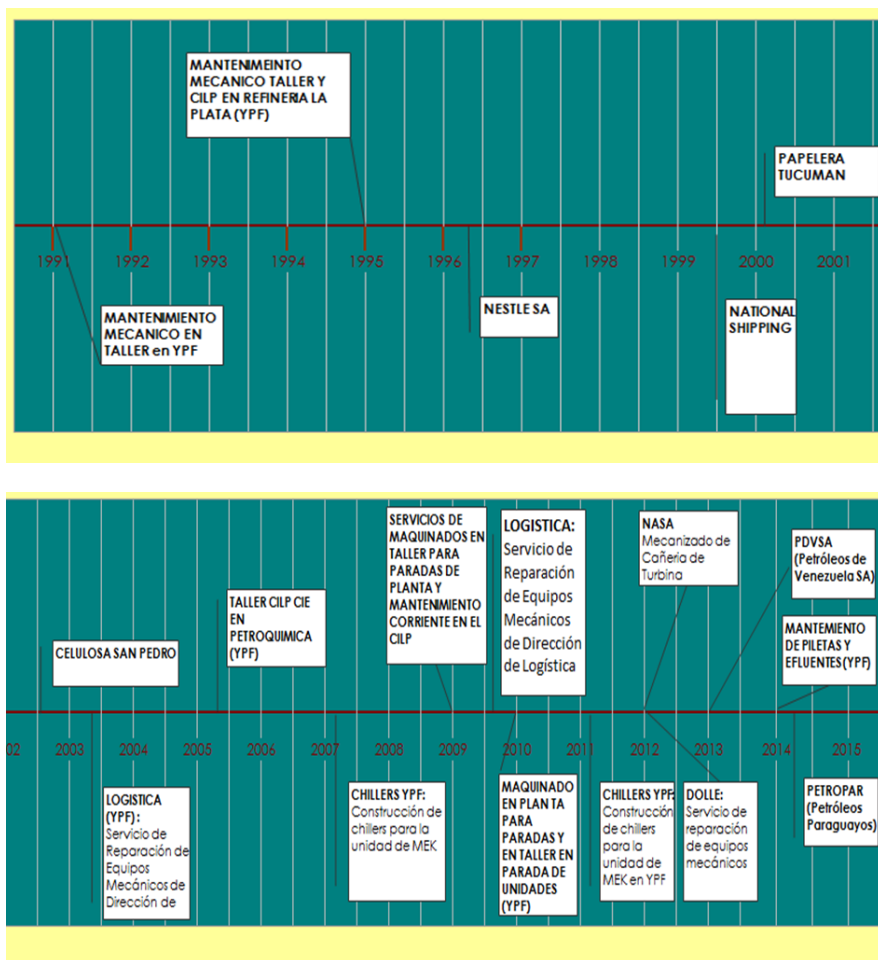 MANTENIMEINTO
MECANICO TALLER Y
CILP EN REFINERIA LA
PLATA (YPF)
PAPELERA
TUCUMAN
1991 1992 1993 1994 1995 1996 1997 1998 1999 2000 2001
MANTENIMIENTO
MECANICO EN
TALLER en YPF
NESTLE SA
NATIONAL
SHIPPING
SERVICIOS DE
MAQUINADOS EN
TALLER PARA
PARADAS DE
PLANTA Y
MANTENIMIENTO
CORRIENTE EN EL
CILP
LOGISTICA:
Servicio de
Reparación
de Equipos
Mecánicos
de Dirección
de Logística
NASA
Mecanizado de
Cañeria de
Turbina
PDVSA
(Petróleos de
Venezuela SA)
TALLER CILP CIE
EN
PETROQUIMICA
(YPF)
MANTEMIENTO
DE PILETAS Y
EFLUENTES (YPF)
CELULOSA SAN PEDRO
02 2003 2004 2005 2006 2007 2008 2009 2010 2011 2012 2013 2014 2015
LOGISTICA
(YPF):
Servicio de
Reparación de
Equipos
Mecánicos de
Dirección de
CHILLERS YPF:
Construcción de
chillers para la
unidad de MEK
MAQUINADO
EN PLANTA
PARA
PARADAS Y
EN TALLER EN
PARADA DE
UNIDADES
(YPF)
CHILLERS YPF:
Construcción
de chillers
para la
unidad de
MEK en YPF
DOLLE:
Servicio de
reparación
de equipos
mecánicos
PETROPAR
(Petróleos
Paraguayos)